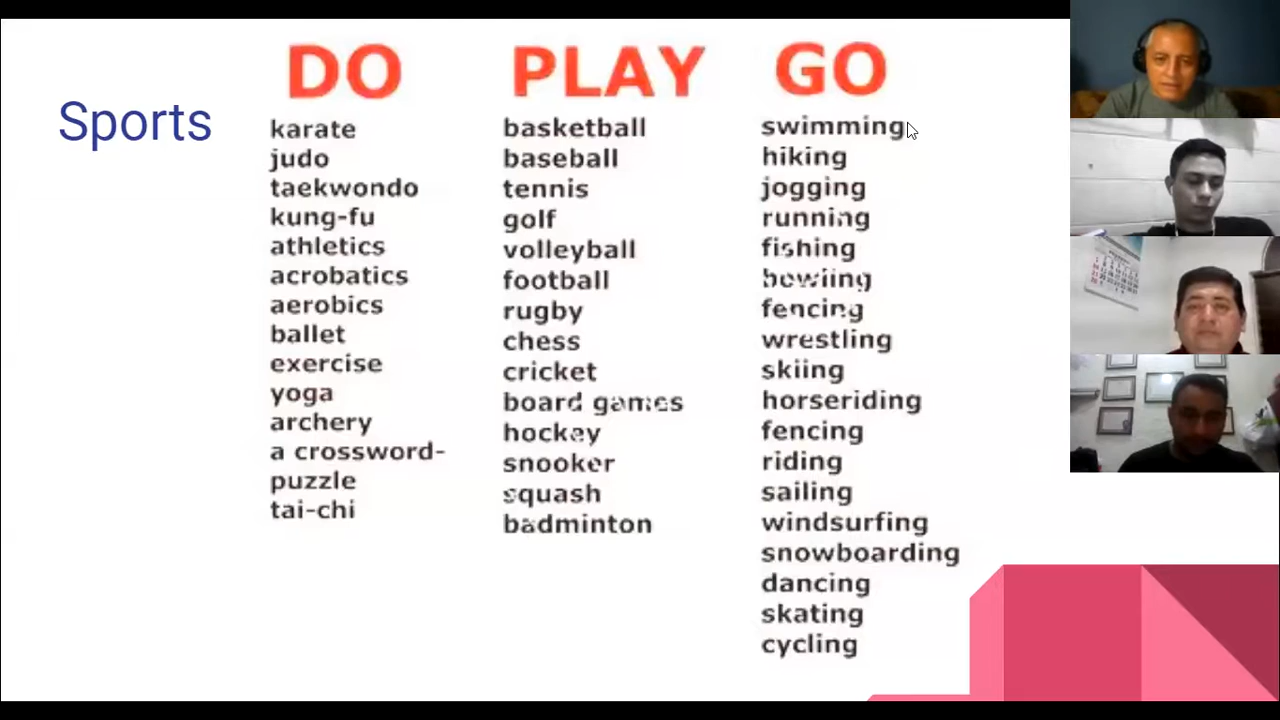 Sports
DO
karate
judo
taekwondo
kung-fu
athletics
acrobatics
aerobics
ballet
exercise
yoga
archery
a crossword-
puzzle
tai-chi
PLAY
basketball
baseball
tennis
golf
volleyball
football
rugby
chess
cricket
board games
hockey
snooker
squash
badminton
GO
swimming
hiking
jogging
running
fishing
bowling
fencing
wrestling
skiing
horseriding
fencing
riding
sailing
windsurfing
snowboarding
dancing
skating
cycling